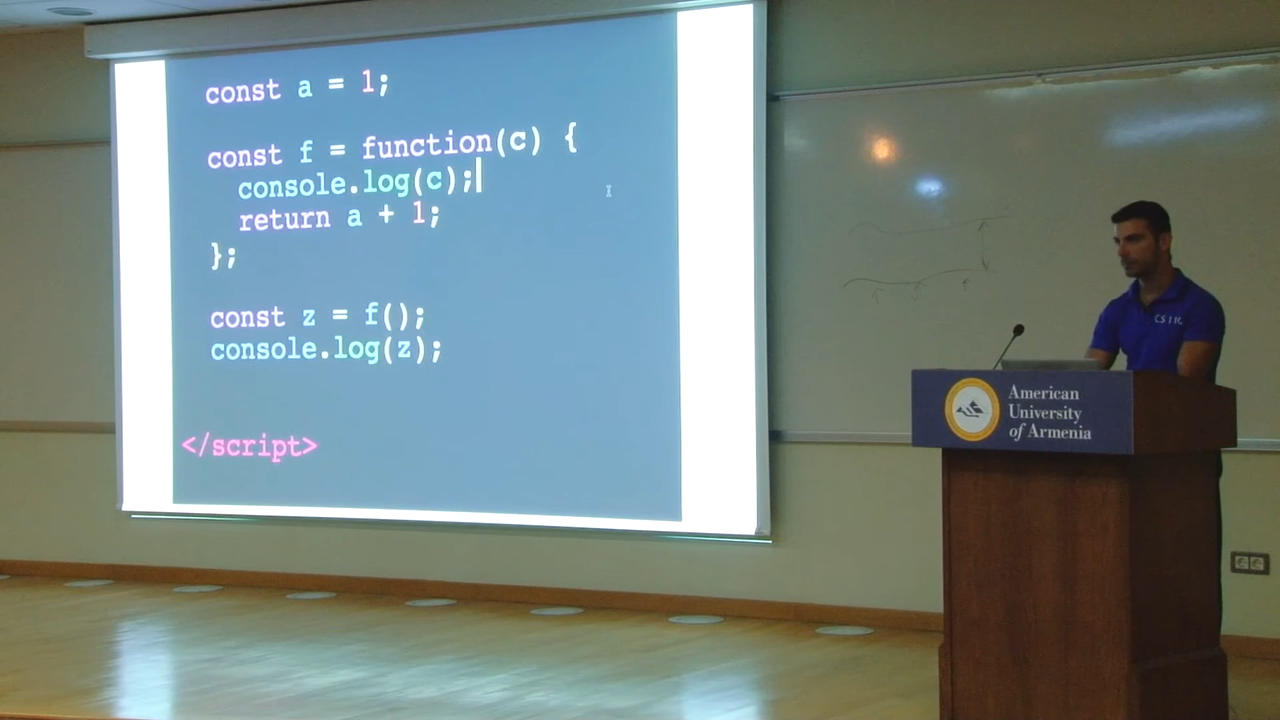 const a = 1;
const f = function(c) {
console.log(c);
return a + 1;
};
const z = f();
console.log(z);
</script>
American
University
of Armenia